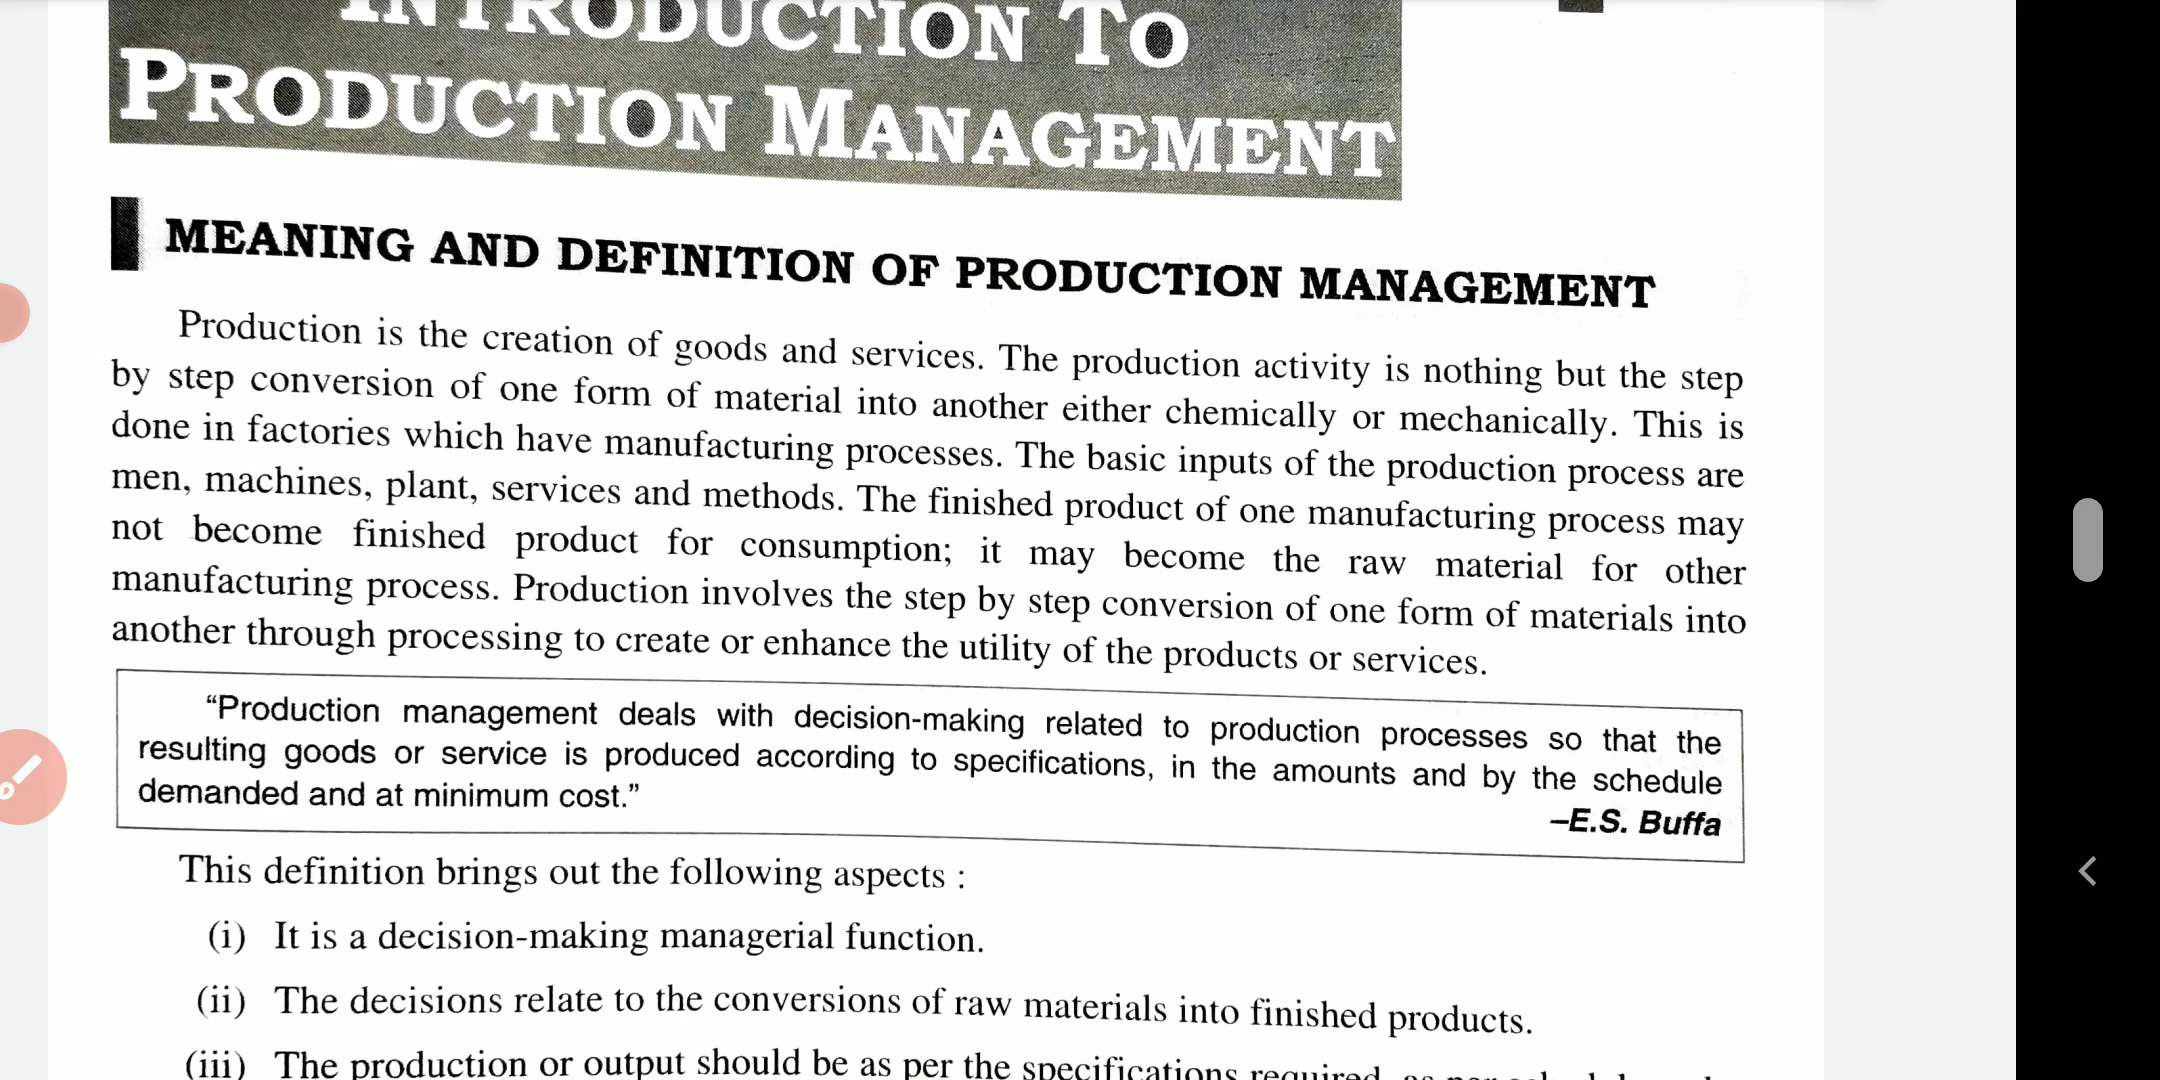 INTRODUCTION TO
PRODUCTION MANAGEMENT
MEANING AND DEFINITION OF PRODUCTION MANAGEMENT
Production is the creation of goods and services. The production activity is nothing but the step
by step conversion of one form of material into another either chemically or mechanically. This is
done in factories which have manufacturing processes. The basic inputs of the production process are
men, machines, plant, services and methods. The finished product of one manufacturing process may
not become finished product for consumption; it may become the raw material for other
manufacturing process. Production involves the step by step conversion of one form of materials into
another through processing to create or enhance the utility of the products or services.
“Production management deals with decision-making related to production processes so that the
resulting goods or service is produced according to specifications, in the amounts and by the schedule
demanded and at minimum cost.”
–E.S. Buffa
This definition brings out the following aspects :
(i) It is a decision-making managerial function.
(ii) The decisions relate to the conversions of raw materials into finished products.
(iii) The production or output should be as per the specifications required, as per